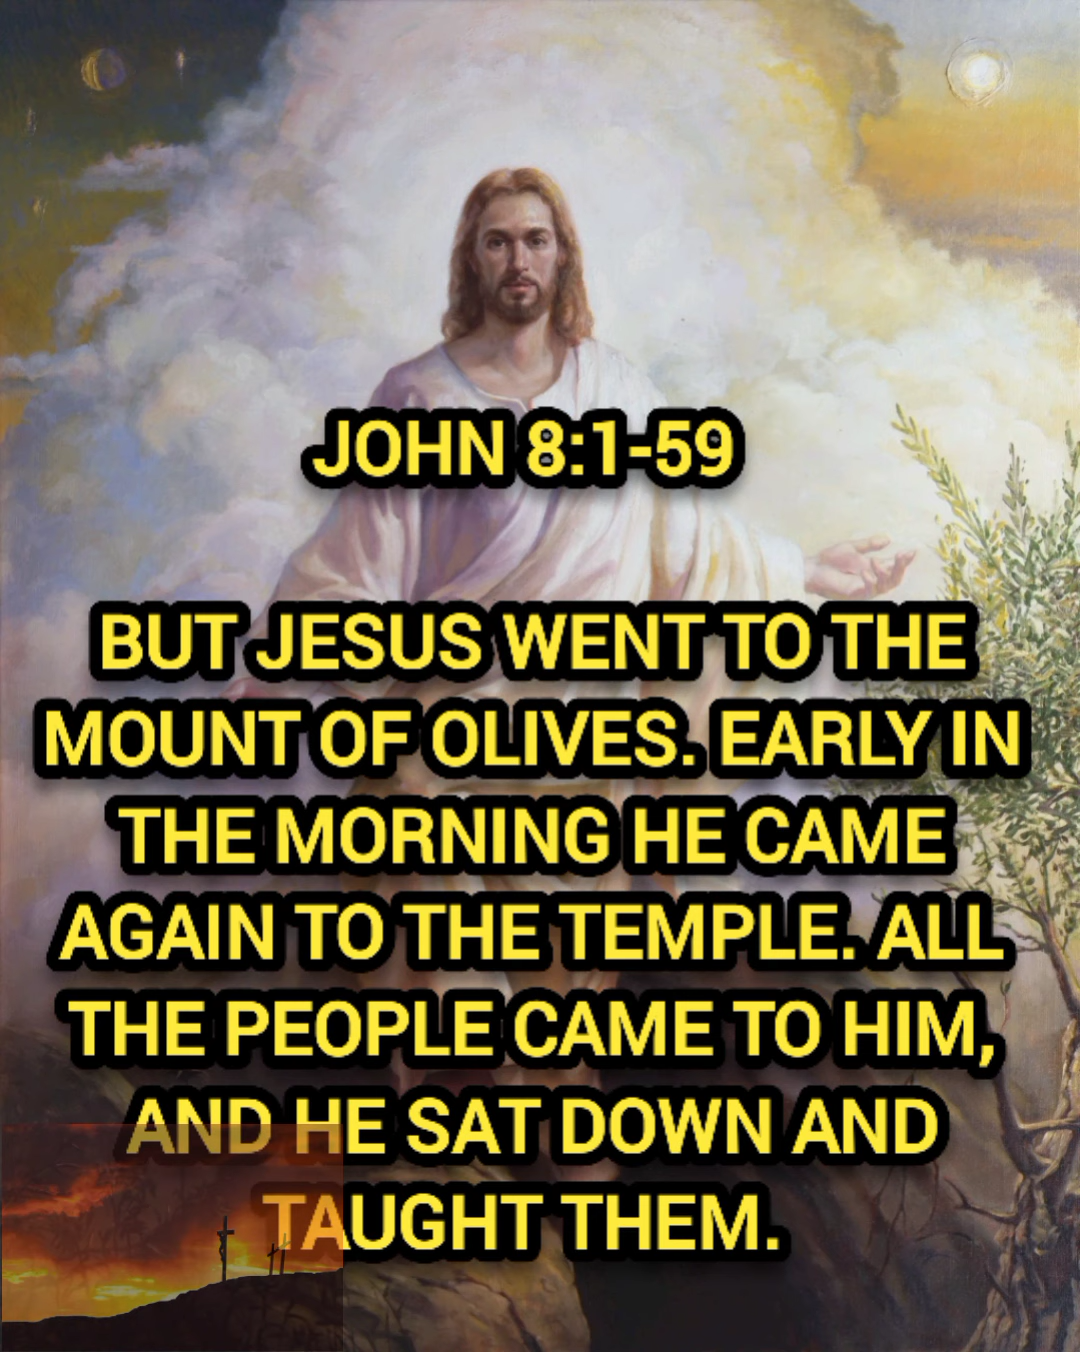 JOHN 8:1-59
BUT JESUS WENT TO THE
MOUNT OF OLIVES. EARLY IN
THE MORNING HE CAME
AGAIN TO THE TEMPLE. ALL
THE PEOPLE CAME TO HIM,
AND HE SAT DOWN AND
TAUGHT THEM.